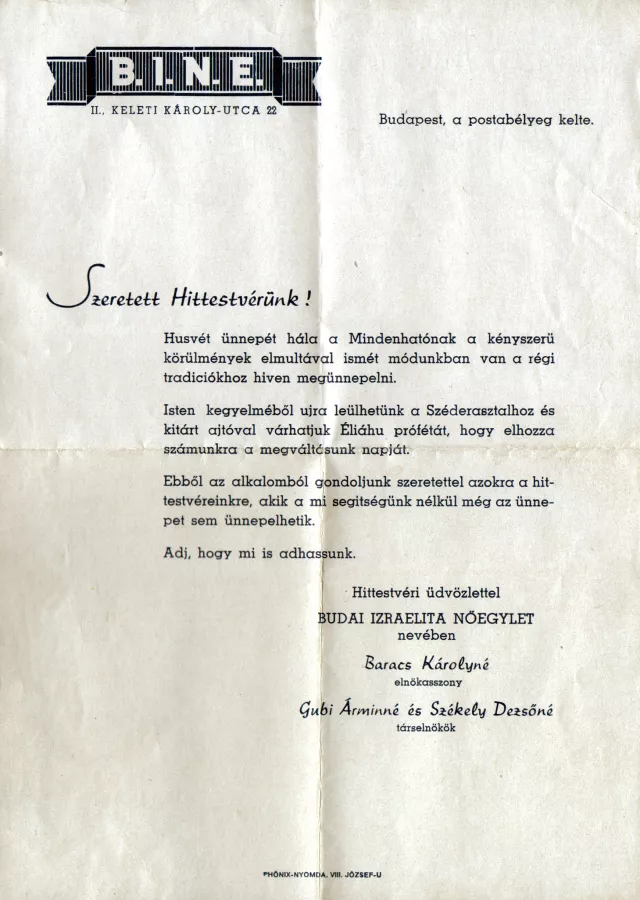 B. I. N. E.
II., KELETI KÁROLY-UTCA 22
Budapest, a postabélyeg kelte.
Szeretett Hittestvérünk!
Husvét ünnepét hála a Mindenhatónak a kényszerü
körülmények elmultával ismét módunkban van a régi
tradiciókhoz hiven megünnepelni.
Isten kegyelméből ujra leülhetünk a Széderasztalhoz és
kitárt ajtóval várhatjuk Éliáhu prófétát, hogy elhozza
számunkra a megváltásunk napját.
Ebből az alkalomból gondoljunk szeretettel azokra a hit-
testvéreinkre, akik a mi segitségünk nélkül még az ünne-
pet sem ünnepelhetik.
Adj, hogy mi is adhassunk.
Hittestvéri üdvözlettel
BUDAI IZRAELITA NŐEGYLET
nevében
Baracs Károlyné
elnökasszony
Gubi Árminné és Székely Dezsőné
társelnökök
PHŐNIX-NYOMDA, VIII. JÓZSEF-U